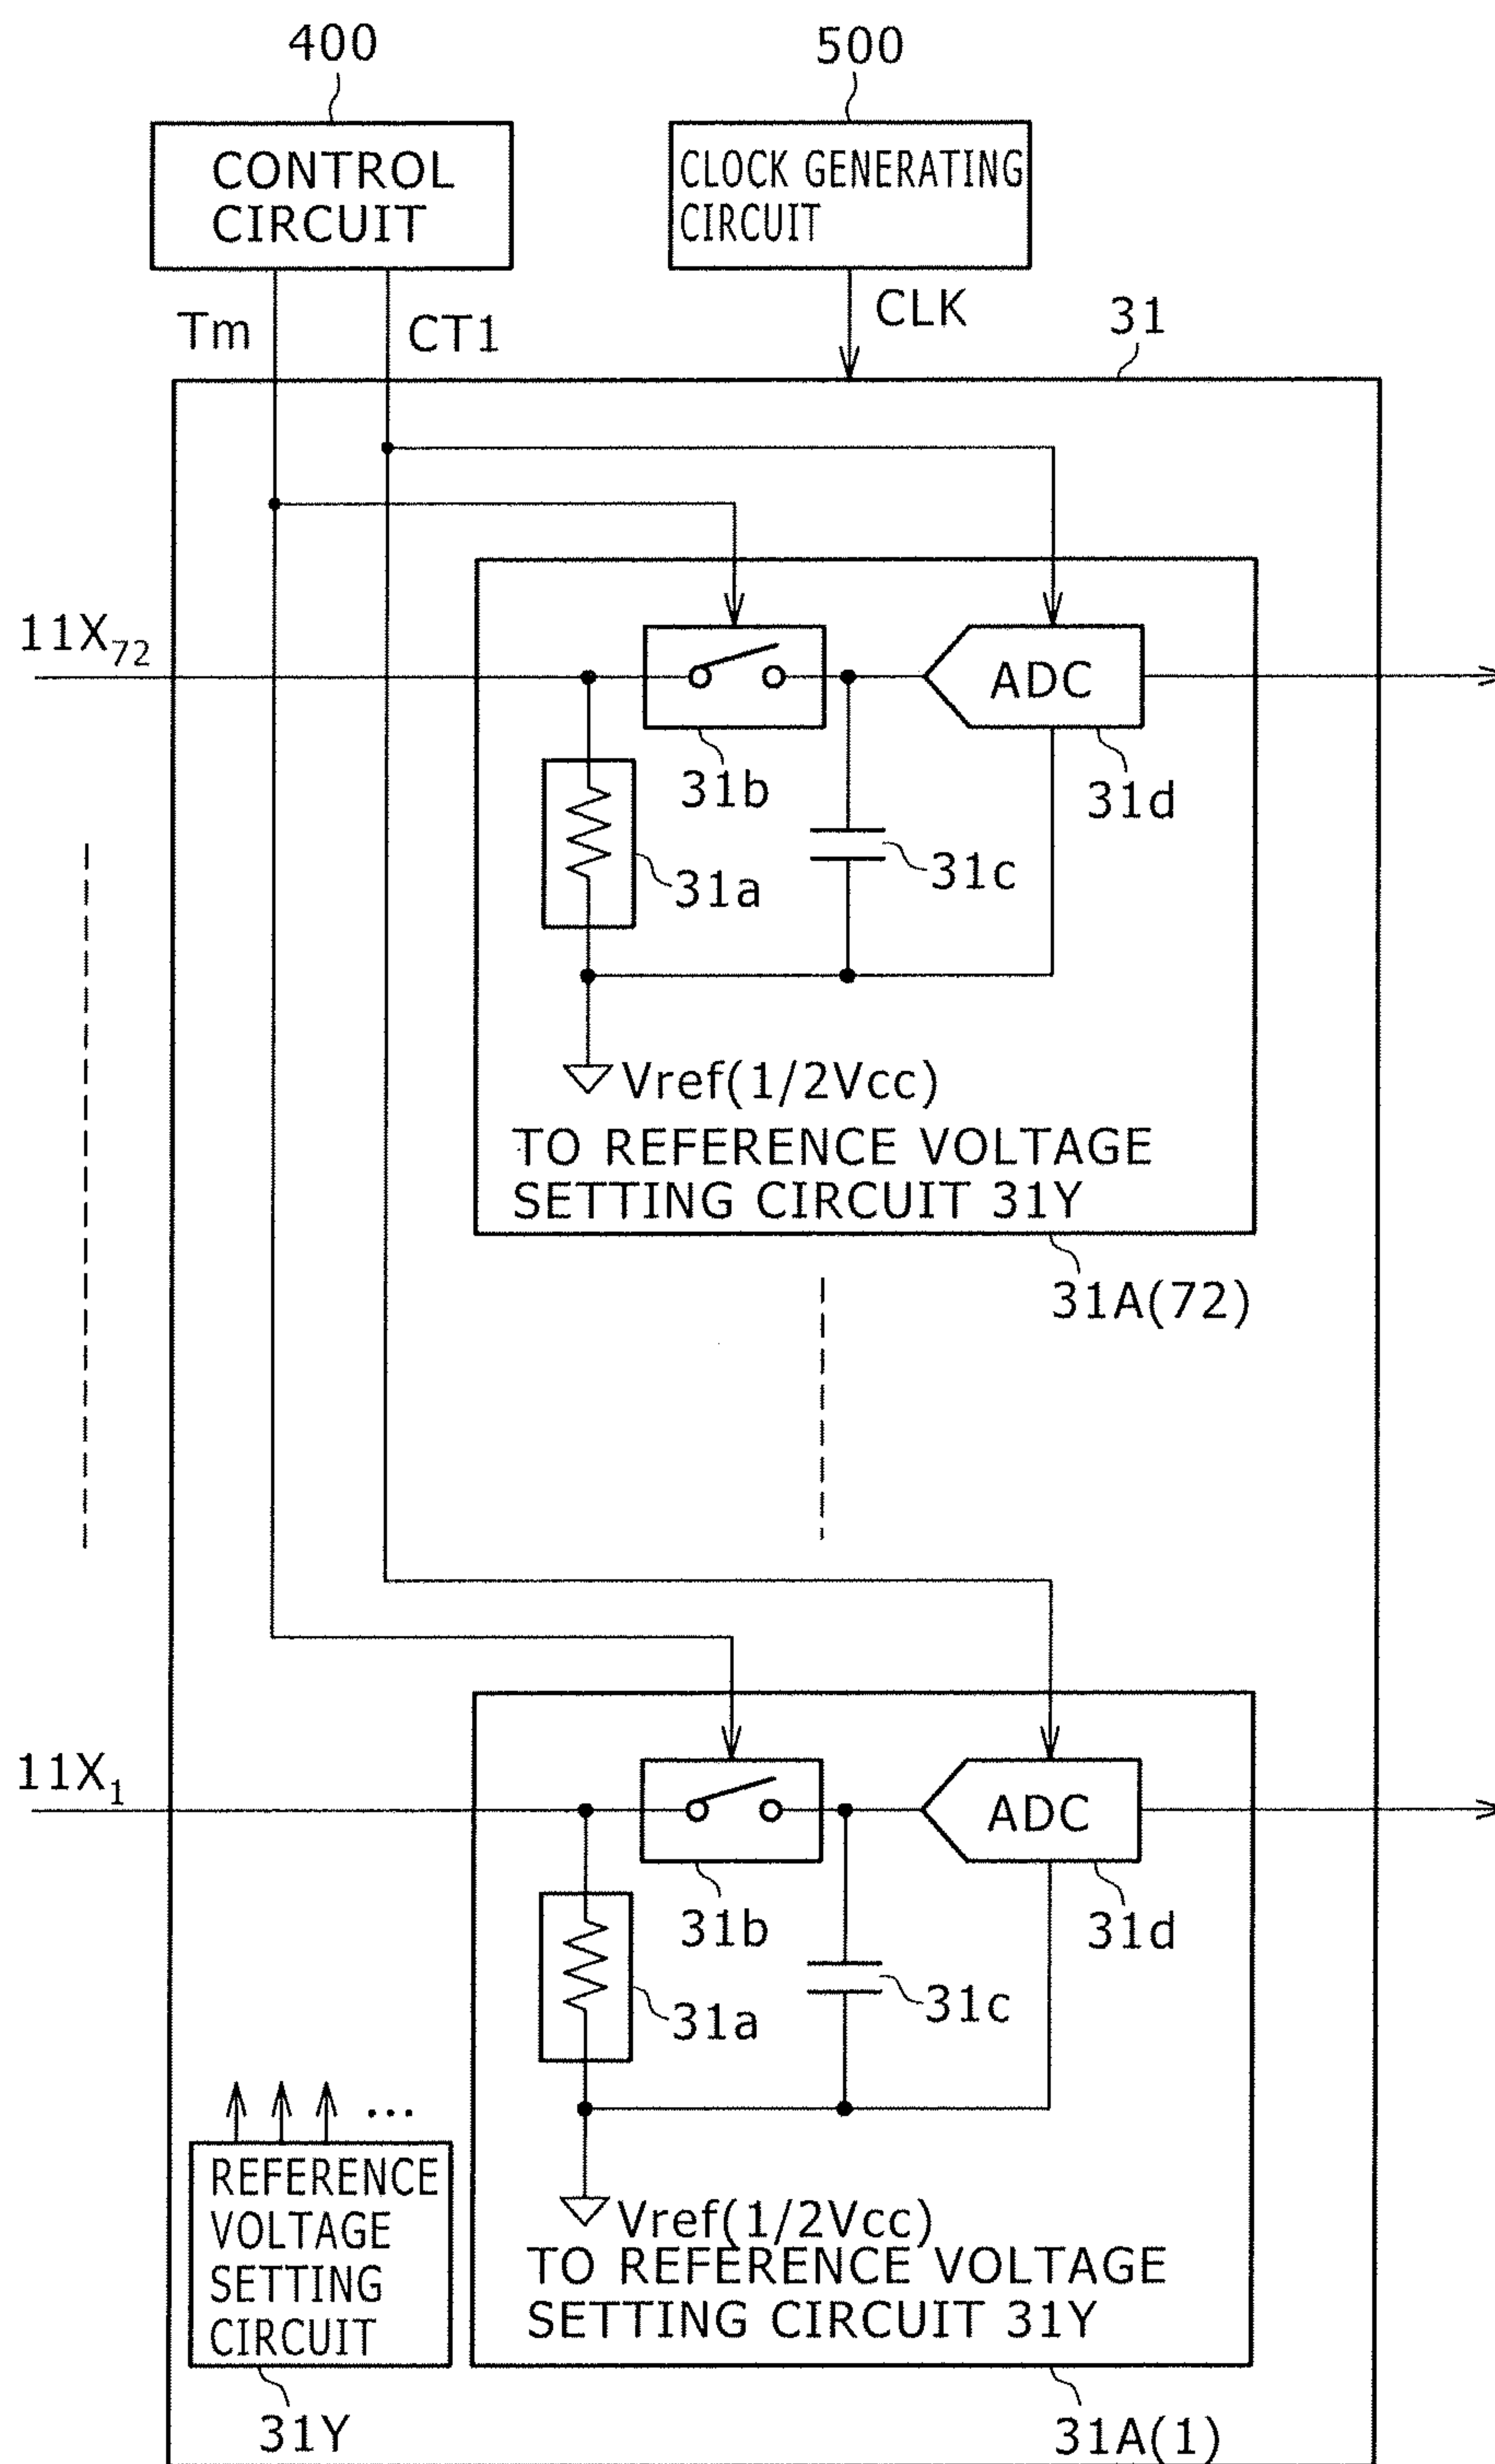 400
500
CONTROL
CIRCUIT
CLOCK GENERATING
CIRCUIT
Tm
CT1
CLK
31
11X72
ADC
31b
31d
31a
31c
Vref(1/2Vcc)
TO REFERENCE VOLTAGE
SETTING CIRCUIT 31Y
31A(72)
11X1
ADC
31b
31d
31a
31c
...
REFERENCE
VOLTAGE
SETTING
CIRCUIT
Vref(1/2Vcc)
TO REFERENCE VOLTAGE
SETTING CIRCUIT 31Y
31Y
31A(1)